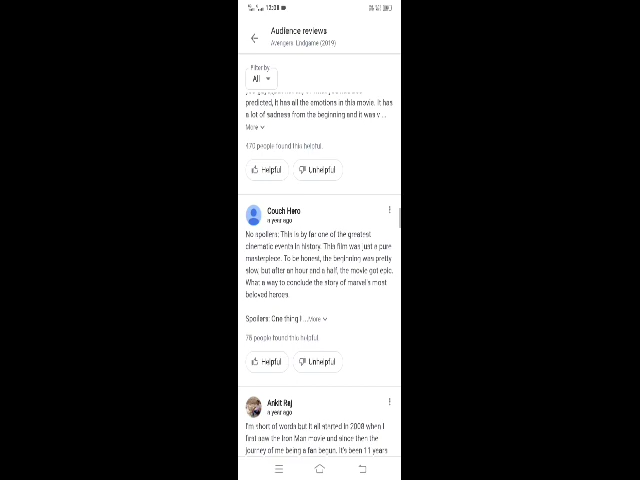 12:08
Audience reviews
Avengers: Endgame (2019)
Filter by
All
predicted, it has all the emotions in this movie. It has
a lot of sadness from the beginning and it was v ...
More
470 people found this helpful.
Helpful
Unhelpful
Couch Hero
a year ago
No spoilers: This is by far one of the greatest
cinematic events in history. This film was just a pure
masterpiece. To be honest, the beginning was pretty
slow, but after an hour and a half, the movie got epic.
What a way to conclude the story of marvel's most
beloved heroes.
Spoilers: One thing I ...More
78 people found this helpful.
Helpful
Unhelpful
Ankit Raj
a year ago
I'm short of words but it all started in 2008 when I
first saw the Iron Man movie and since then the
journey of me being a fan begun. It's been 11 years